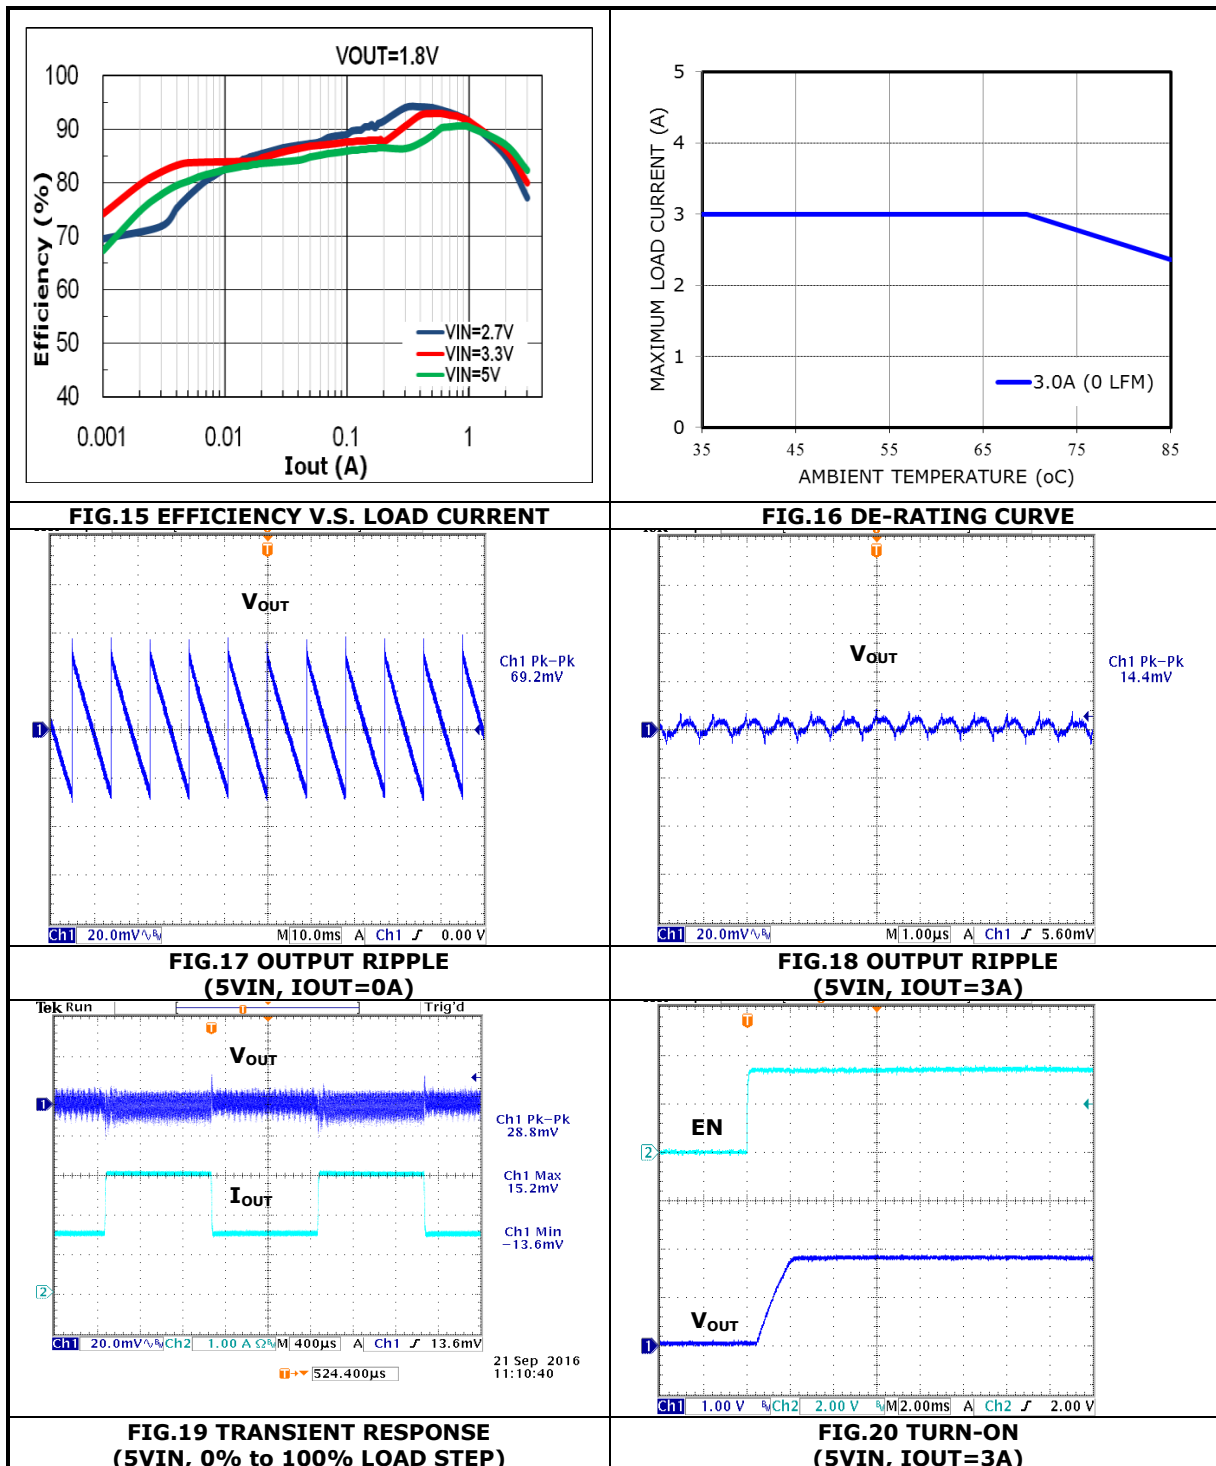 VOUT=1.8V
100
90
80
70
60
50
40
Efficiency (%)
VIN=2.7V
VIN=3.3V
VIN=5V
0.001
0.01
0.1
1
Iout (A)
FIG.15 EFFICIENCY V.S. LOAD CURRENT
5
4
3
2
1
0
MAXIMUM LOAD CURRENT (A)
3.0A (0 LFM)
35
45
55
65
75
85
AMBIENT TEMPERATURE (oC)
FIG.16 DE-RATING CURVE
T
VOUT
1
Ch1 Pk-Pk
69.2mV
Ch1 20.0mV M 10.0ms A Ch1 0.00 V
FIG.17 OUTPUT RIPPLE
(5VIN, IOUT=0A)
T
VOUT
1
Ch1 Pk-Pk
14.4mV
Ch1 20.0mV M 1.00µs A Ch1 5.60mV
FIG.18 OUTPUT RIPPLE
(5VIN, IOUT=3A)
Tek Run Trig'd
T
T
VOUT
1
Ch1 Pk-Pk
28.8mV
Ch1 Max
15.2mV
IOUT
Ch1 Min
-13.6mV
2
Ch1 20.0mV Ch2 1.00 A Ω M 400µs A Ch1 13.6mV
T 524.400µs
21 Sep 2016
11:10:40
FIG.19 TRANSIENT RESPONSE
(5VIN, 0% to 100% LOAD STEP)
T
EN
2
VOUT
1
Ch1 1.00 V Ch2 2.00 V M 2.00ms A Ch2 2.00 V
FIG.20 TURN-ON
(5VIN, IOUT=3A)